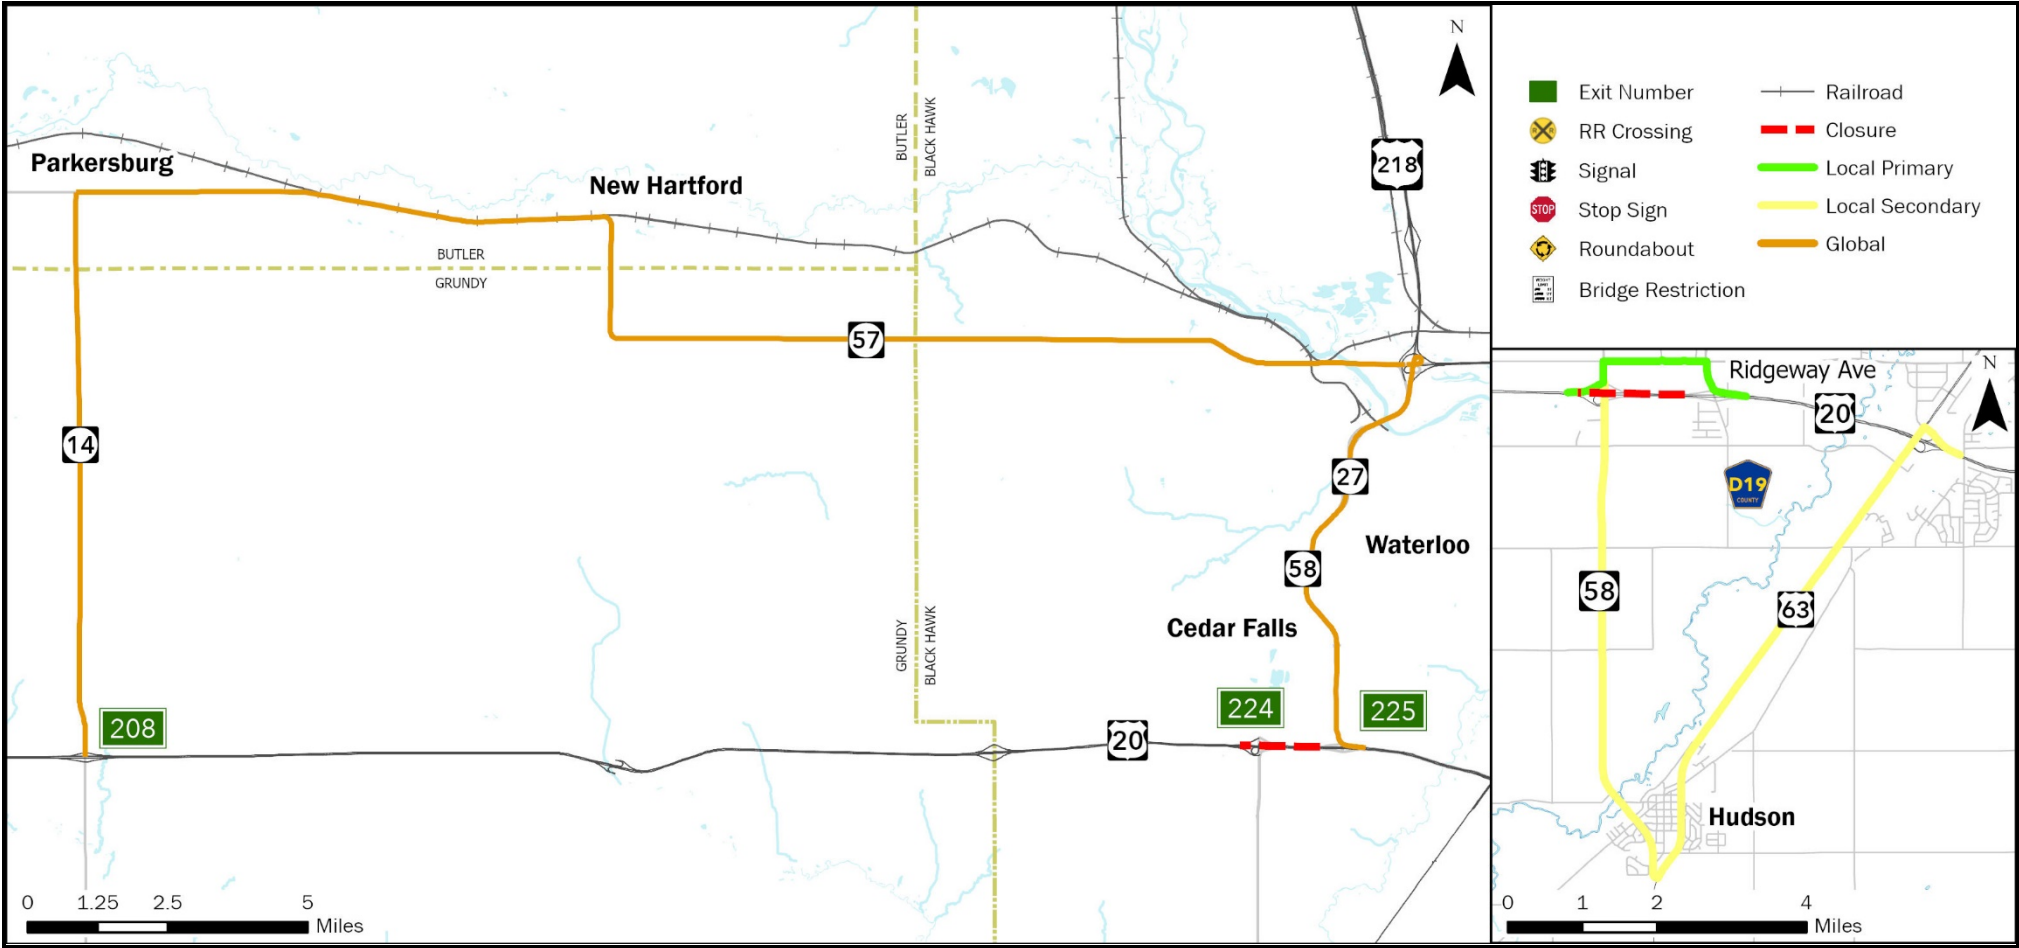 N
218
Parkersburg
New Hartford
BUTLER
BLACK HAWK
BUTLER
GRUNDY
57
14
27
Waterloo
58
Cedar Falls
GRUNDY
BLACK HAWK
208
224
225
20
0 1.25 2.5 5
Miles
Exit Number
RR Crossing
Signal
STOP
Stop Sign
Roundabout
Bridge Restriction
Railroad
Closure
Local Primary
Local Secondary
Global
Ridgeway Ave
N
20
D19
COUNTY
58
63
Hudson
0 1 2 4
Miles